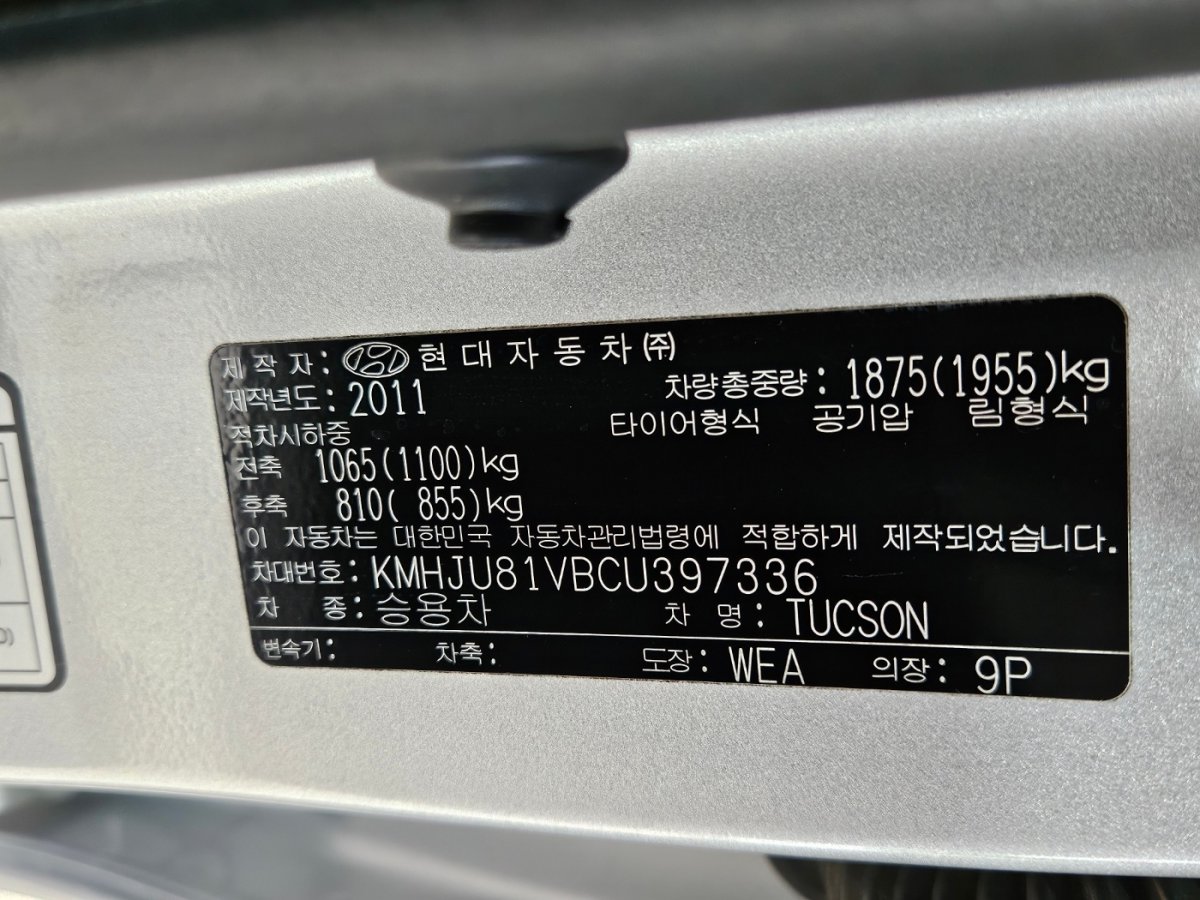 제 작 자: 현 대 자 동 차 ㈜
제작년도: 2011 차량총중량: 1875(1955)kg
적차시하중 타이어형식 공기압 림형식
전축 1065(1100)kg
후축 810( 855)kg
이 자동차는 대한민국 자동차관리법령에 적합하게 제작되었습니다.
차대번호: KMHJU81VBCU397336
차 종: 승용차 차 명: TUCSON
변속기: 차축: 도장: WEA 의장: 9P